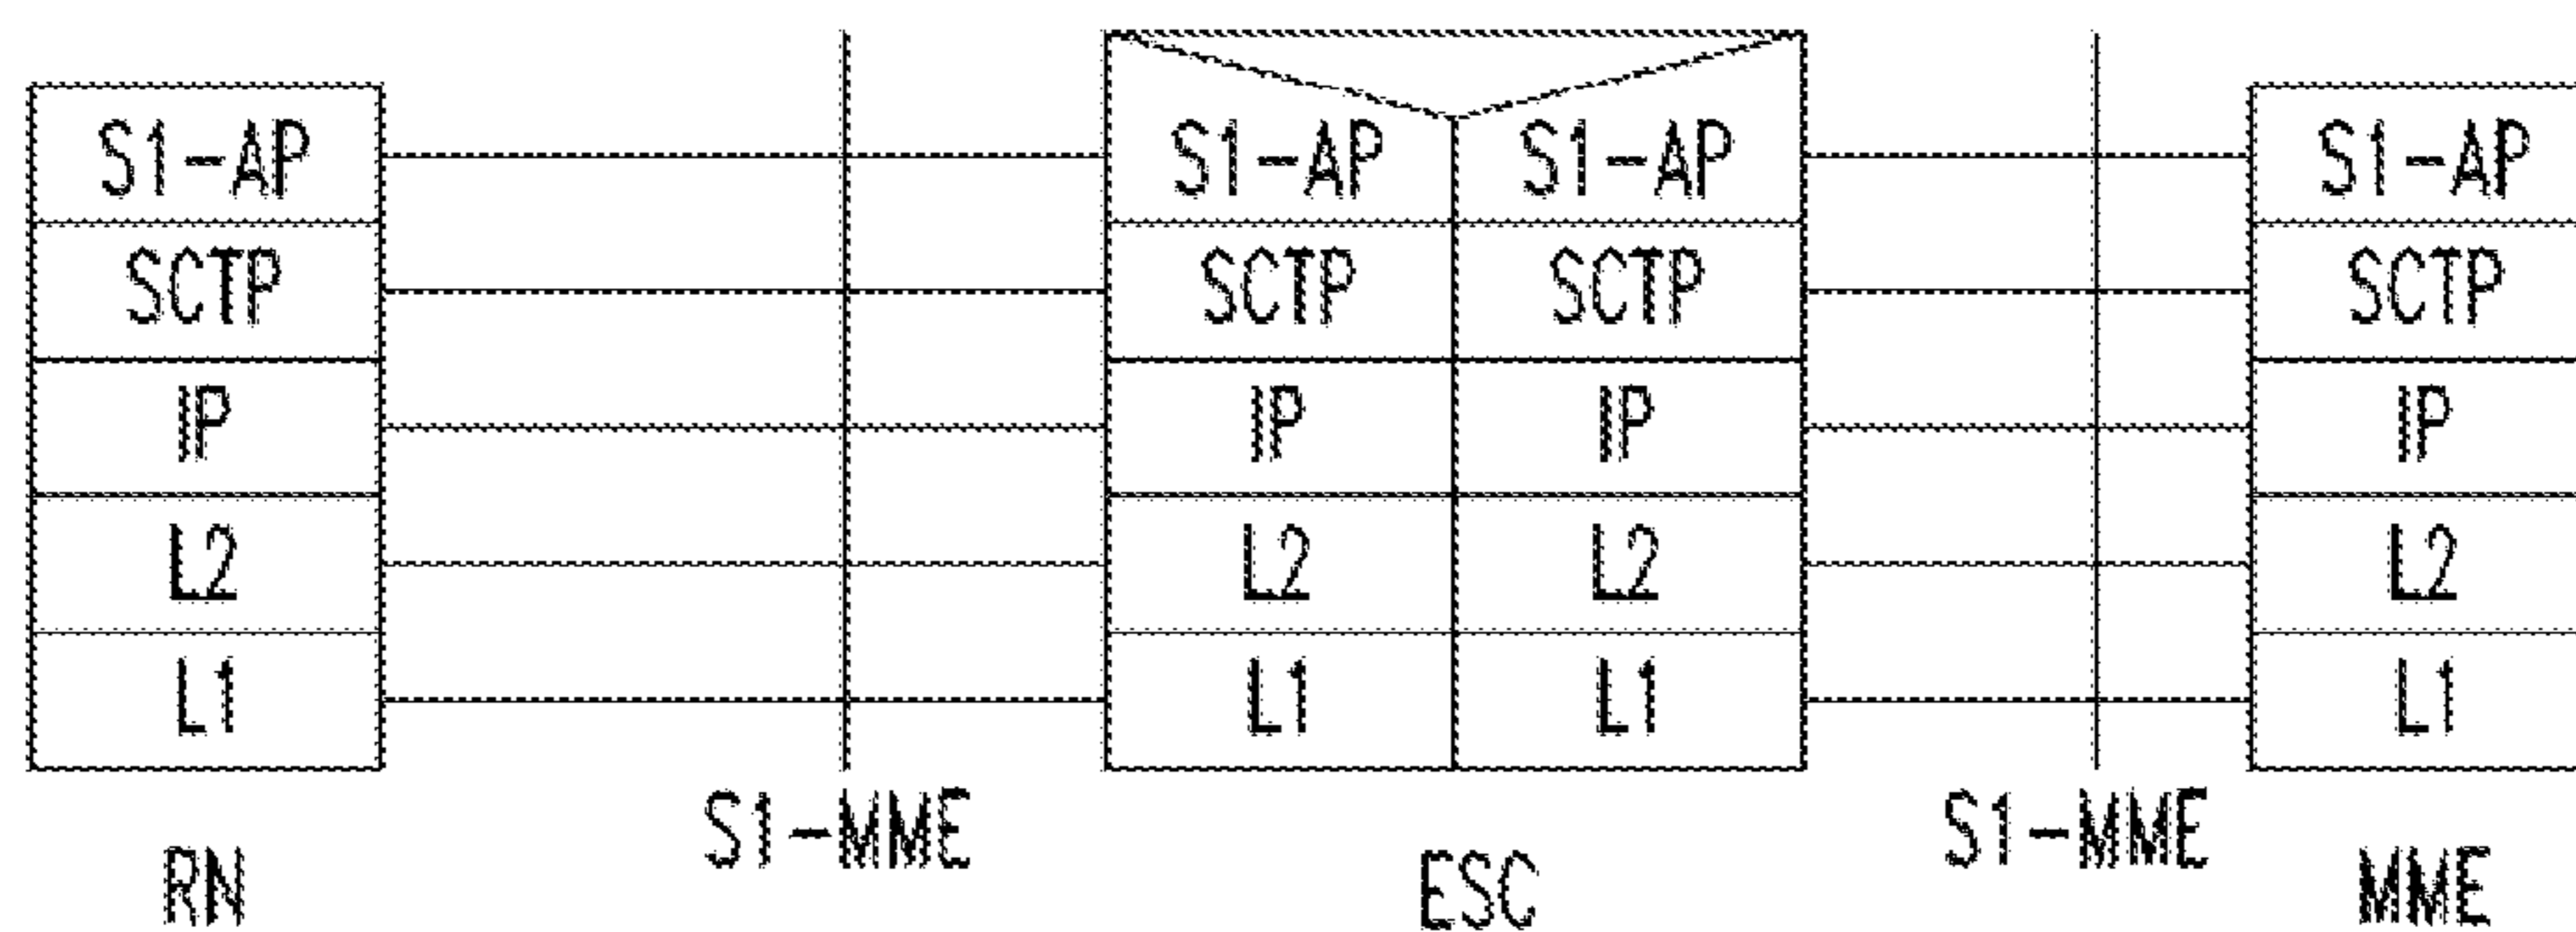 S1-AP S1-AP S1-AP S1-AP
SCTP SCTP SCTP SCTP
IP IP IP IP
L2 L2 L2 L2
L1 L1 L1 L1
S1-MME S1-MME
RN ESC MME